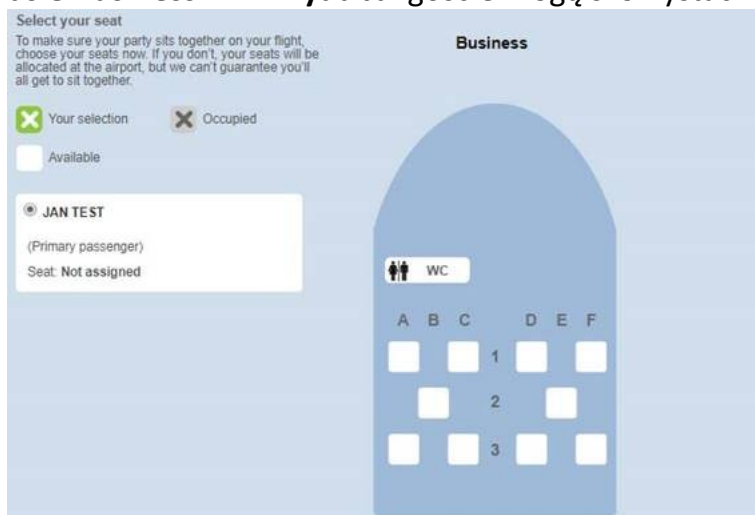 Select your seat
To make sure your party sits together on your flight,
choose your seats now. If you don't, your seats will be
allocated at the airport, but we can't guarantee you'll
all get to sit together.
Your selection
Occupied
Available
JAN TEST
(Primary passenger)
Seat: Not assigned
Business
WC
A B C D E F
1
2
3